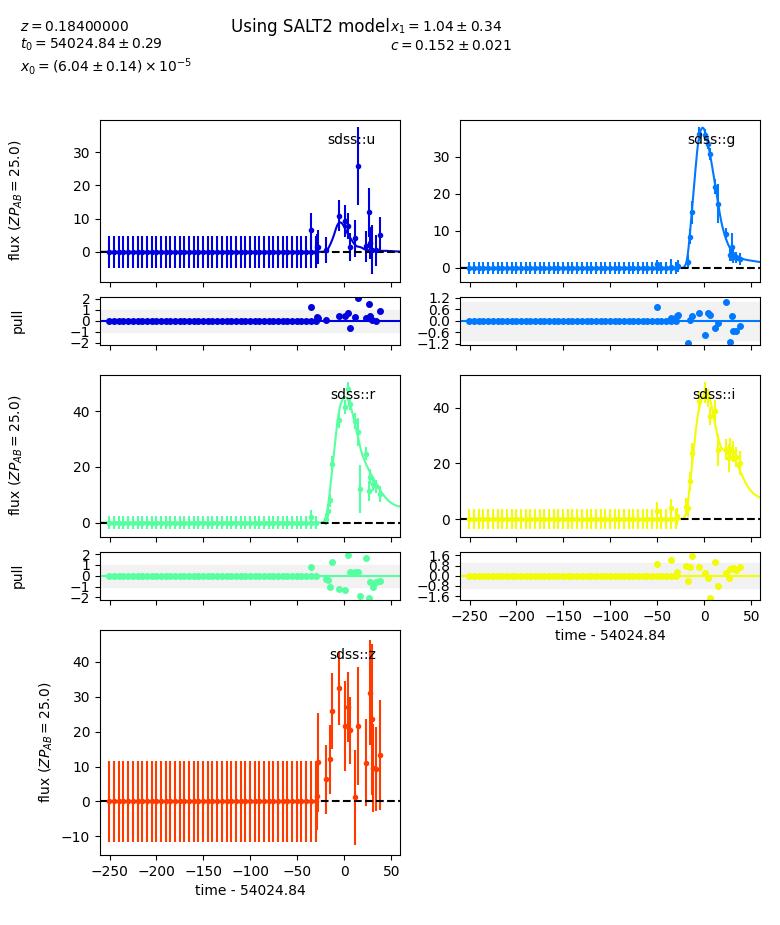 z = 0.18400000
Using SALT2 model
x₁ = 1.04 ± 0.34
t₀ = 54024.84 ± 0.29
c = 0.152 ± 0.021
x₀ = (6.04 ± 0.14) × 10⁻⁵
sdss::u
flux (ZP_AB = 25.0)
30
20
10
0
sdss::g
30
20
10
0
pull
2
1
0
−1
−2
1.2
0.6
0.0
−0.6
−1.2
sdss::r
flux (ZP_AB = 25.0)
40
20
0
sdss::i
40
20
0
pull
2
1
0
−1
−2
1.6
0.8
0.0
−0.8
−1.6
−250 −200 −150 −100 −50 0 50
time - 54024.84
sdss::z
flux (ZP_AB = 25.0)
40
30
20
10
0
−10
−250 −200 −150 −100 −50 0 50
time - 54024.84